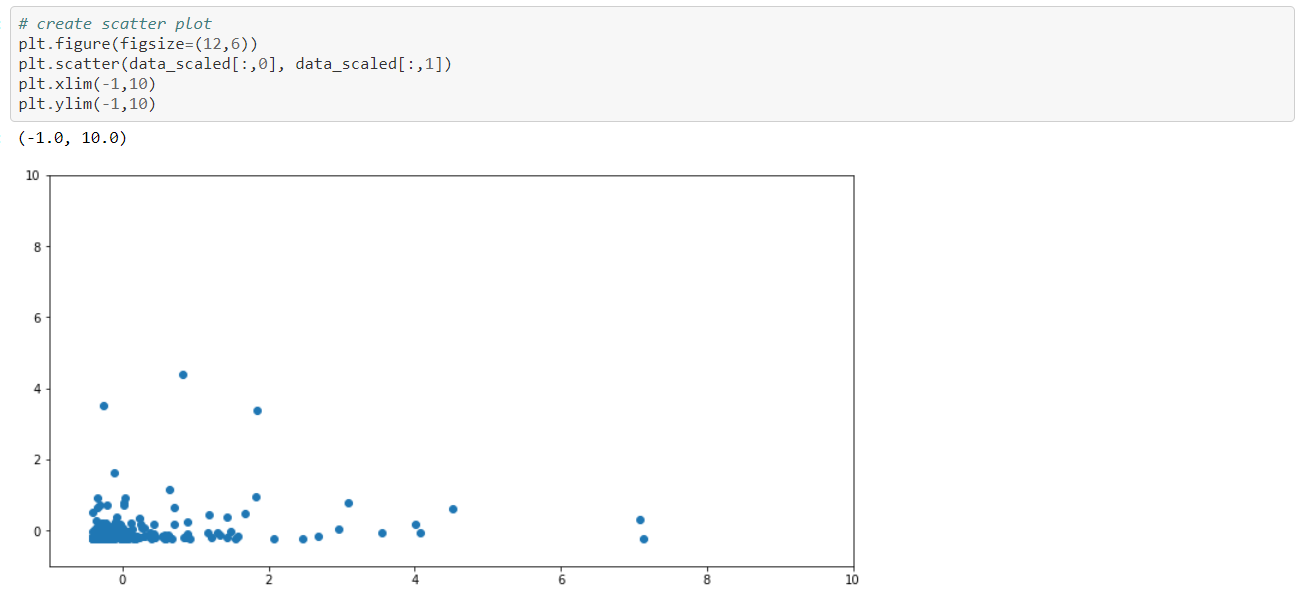 # create scatter plot
plt.figure(figsize=(12,6))
plt.scatter(data_scaled[:,0], data_scaled[:,1])
plt.xlim(-1,10)
plt.ylim(-1,10)
(-1.0, 10.0)
10
8
6
4
2
0
0 2 4 6 8 10